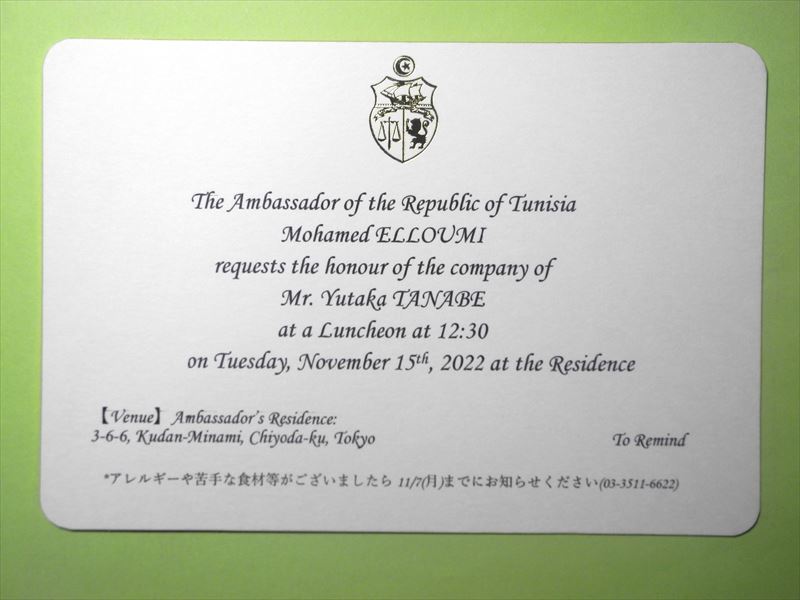 The Ambassador of the Republic of Tunisia
Mohamed ELLOUMI
requests the honour of the company of
Mr. Yutaka TANABE
at a Luncheon at 12:30
on Tuesday, November 15th, 2022 at the Residence
【Venue】 Ambassador's Residence:
3-6-6, Kudan-Minami, Chiyoda-ku, Tokyo
To Remind
*アレルギーや苦手な食材等がございましたら 11/7(月)までにお知らせください(03-3511-6622)